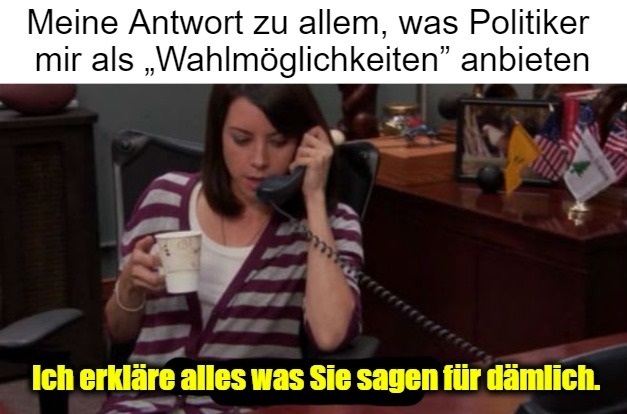 Meine Antwort zu allem, was Politiker
mir als „Wahlmöglichkeiten” anbieten
Ich erkläre alles was Sie sagen für dämlich.